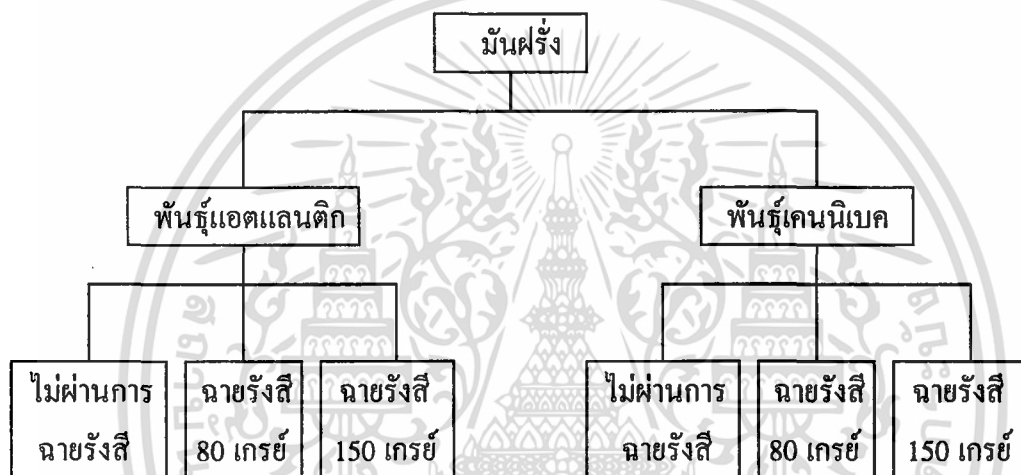 มันฝรั่ง
พันธุ์แอตแลนติก
พันธุ์เคนนิเบค
ไม่ผ่านการ
ฉายรังสี
ฉายรังสี
80 เกรย์
ฉายรังสี
150 เกรย์
ไม่ผ่านการ
ฉายรังสี
ฉายรังสี
80 เกรย์
ฉายรังสี
150 เกรย์